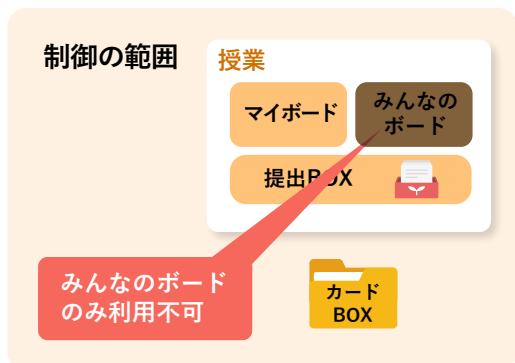 制御の範囲
授業
マイボード
みんなの
ボード
提出BOX
みんなのボード
のみ利用不可
カード
BOX